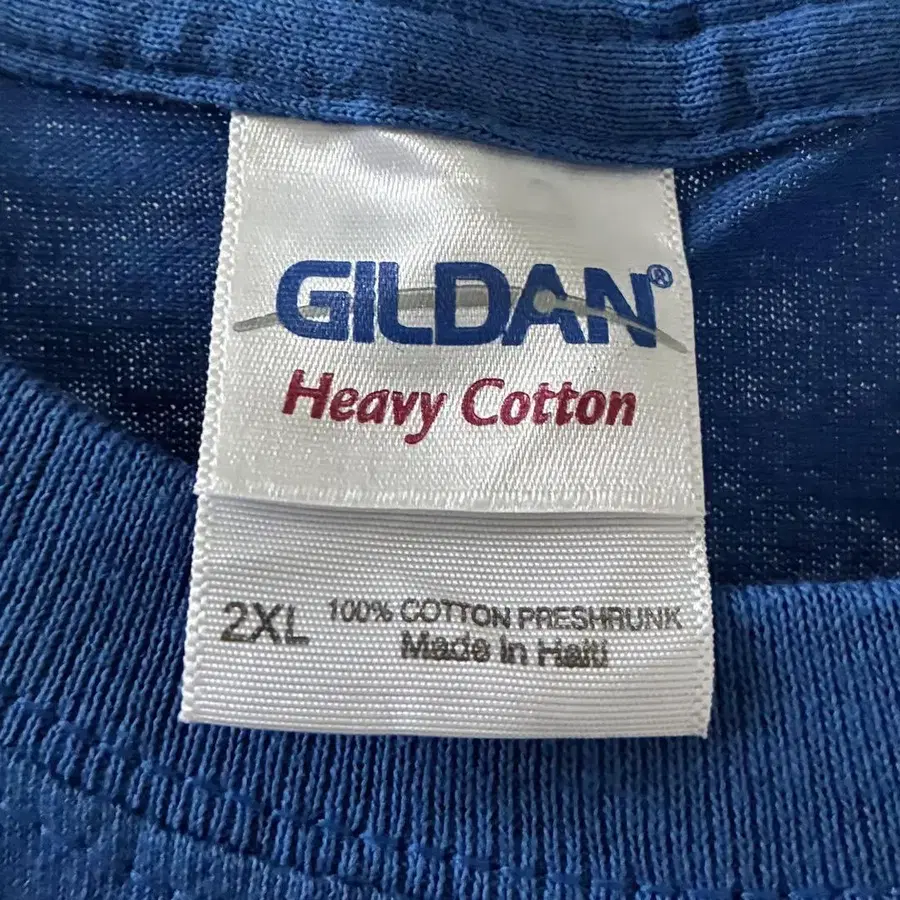 GILDAN®
Heavy Cotton
2XL 100% COTTON PRESHRUNK
Made in Haiti